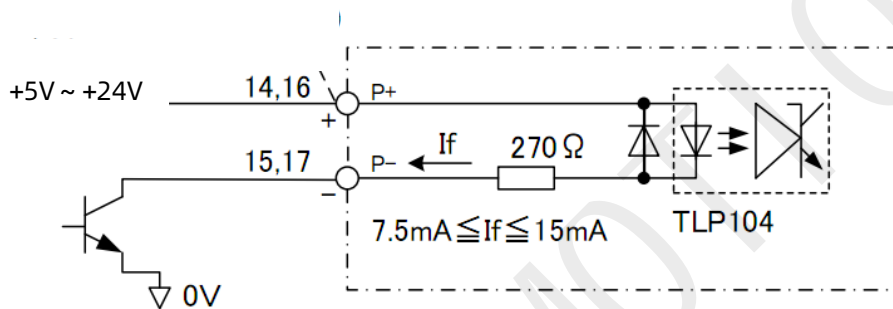 +5V ~ +24V
14,16
P+
+
If
270Ω
15,17
P-
-
7.5mA≦If≦15mA
TLP104
0V